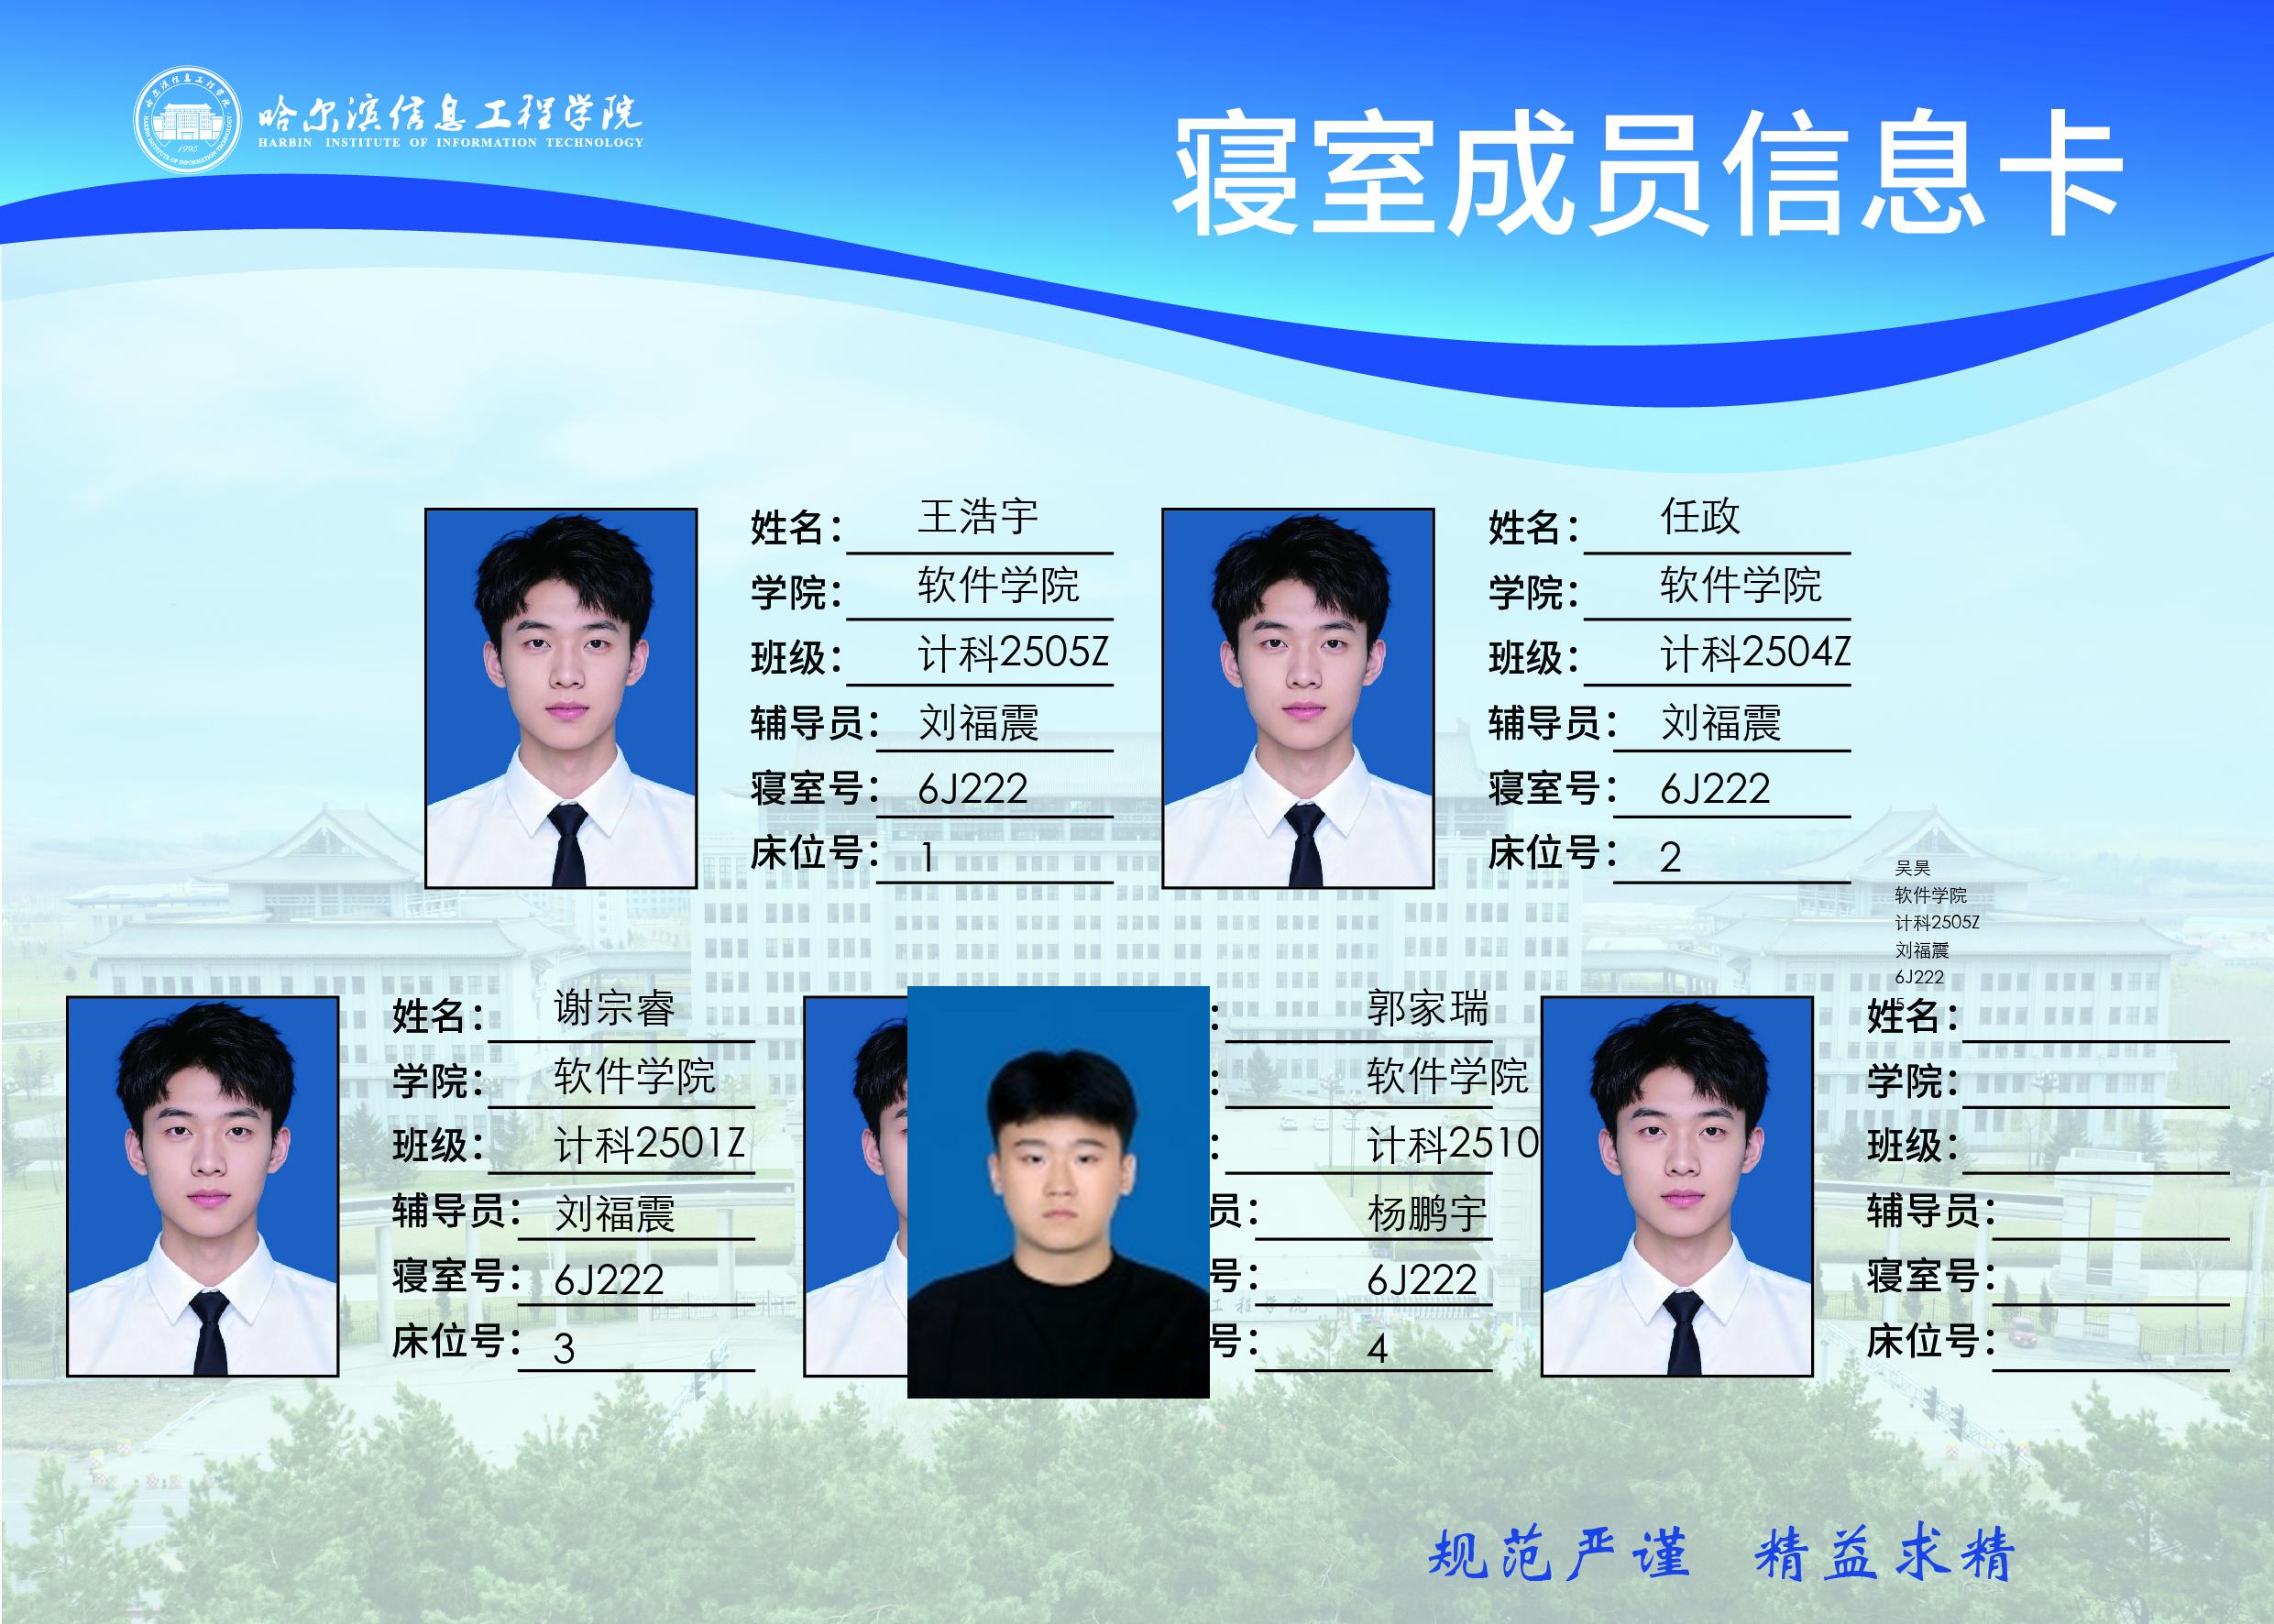 哈尔滨信息工程学院
HARBIN INSTITUTE OF INFORMATION TECHNOLOGY
1995
寝室成员信息卡
姓名： 王浩宇
学院： 软件学院
班级： 计科2505Z
辅导员： 刘福震
寝室号： 6J222
床位号： 1
姓名： 任政
学院： 软件学院
班级： 计科2504Z
辅导员： 刘福震
寝室号： 6J222
床位号： 2
姓名： 谢宗睿
学院： 软件学院
班级： 计科2501Z
辅导员： 刘福震
寝室号： 6J222
床位号： 3
： 郭家瑞
： 软件学院
： 计科2510
员： 杨鹏宇
号： 6J222
号： 4
吴昊
软件学院
计科2505Z
刘福震
6J222
5
姓名：
学院：
班级：
辅导员：
寝室号：
床位号：
规范严谨 精益求精